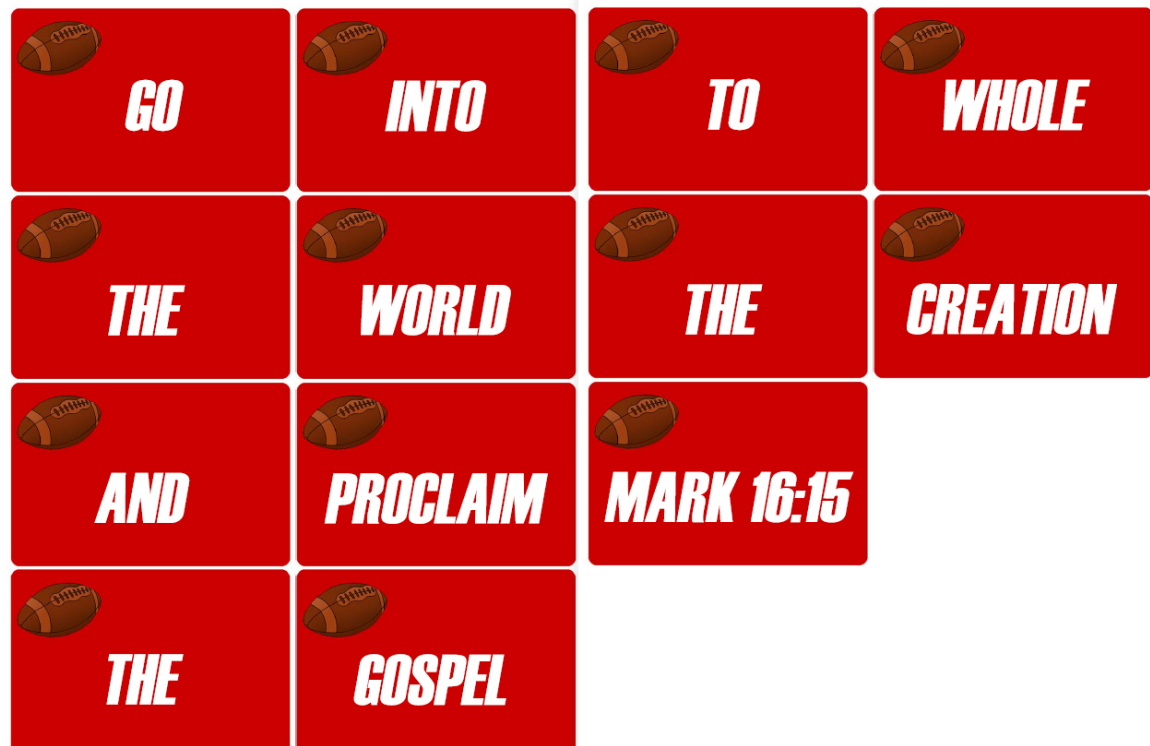 GO
INTO
THE
WORLD
AND
PROCLAIM
THE
GOSPEL
TO
WHOLE
THE
CREATION
MARK 16:15